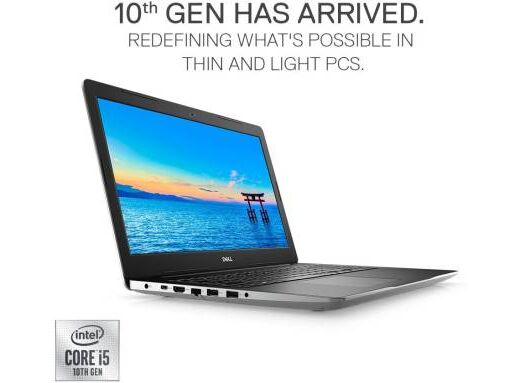 10th GEN HAS ARRIVED.
REDEFINING WHAT'S POSSIBLE IN
THIN AND LIGHT PCS.
DELL
intel
CORE i5
10TH GEN